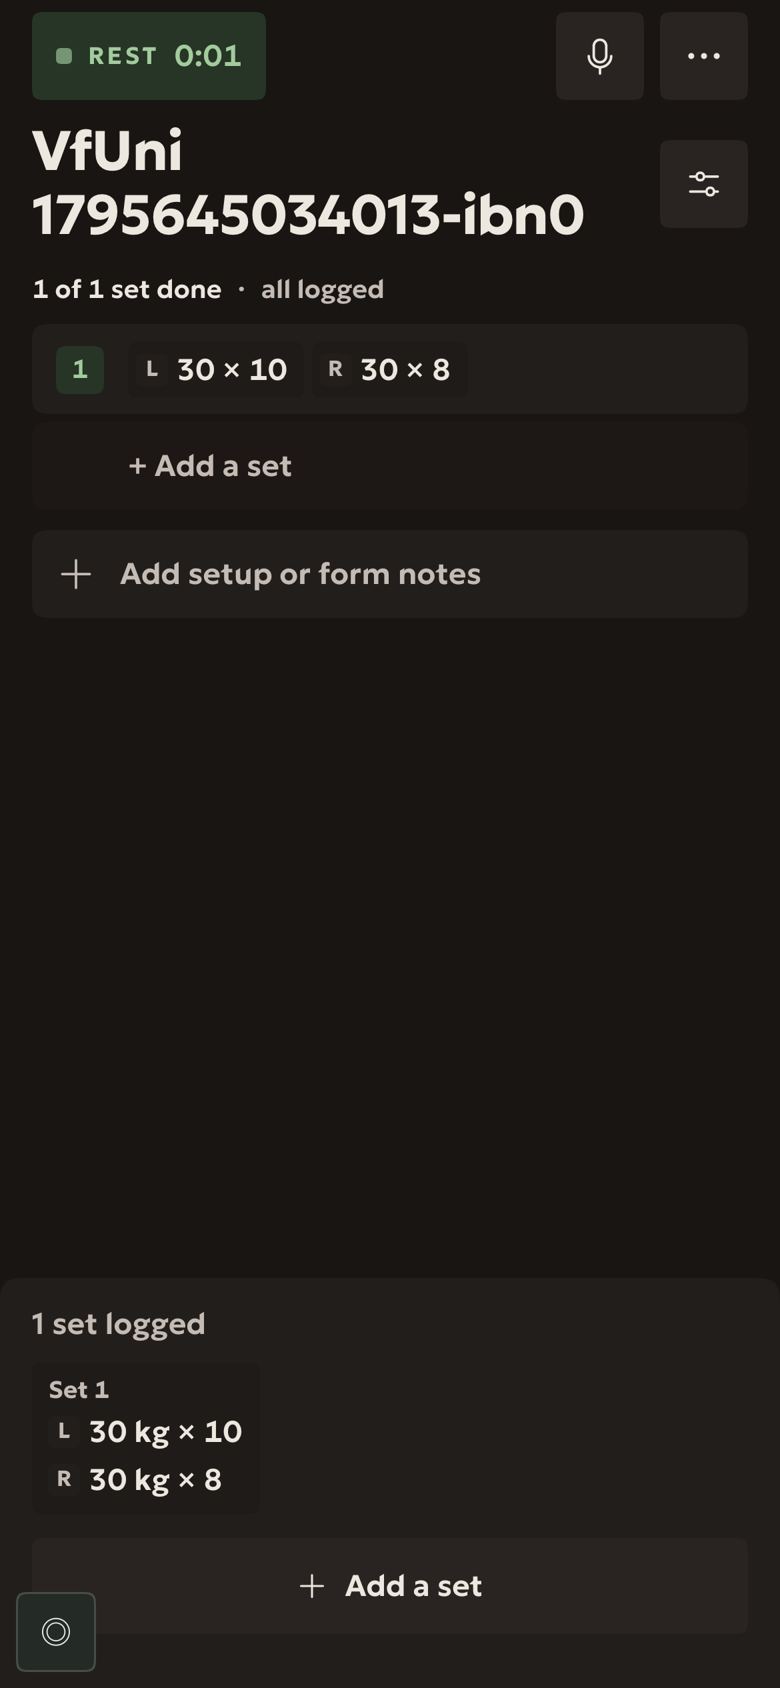 REST 0:01
VfUni
1795645034013-ibn0
1 of 1 set done · all logged
1 L 30 × 10 R 30 × 8
+ Add a set
Add setup or form notes
1 set logged
Set 1
L 30 kg × 10
R 30 kg × 8
Add a set